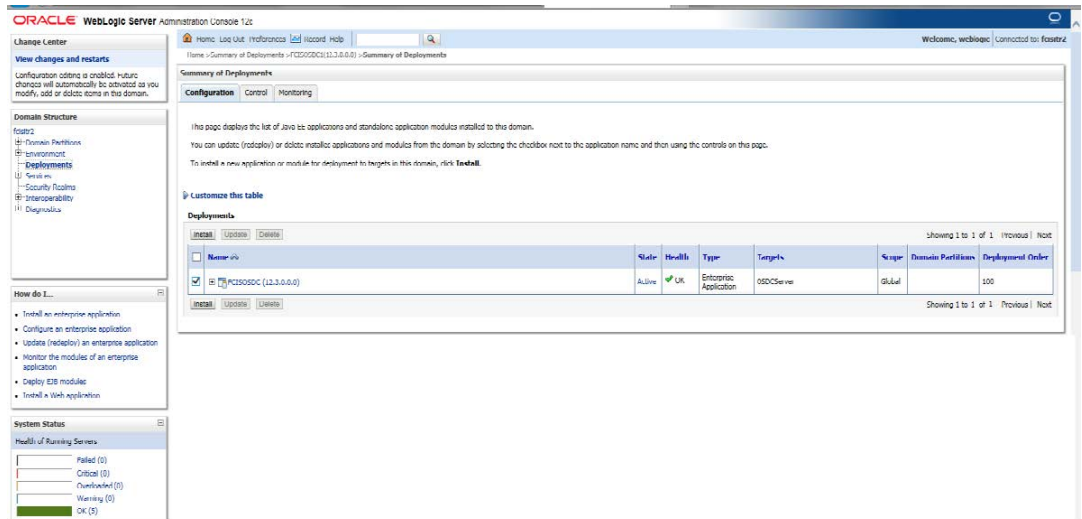 ORACLE WebLogic Server Administration Console 12c
Change Center
View changes and restarts
Configuration editing is enabled. Future
changes will automatically be activated as you
modify, add or delete items in this domain.
Domain Structure
Domain Partitions
Environment
Deployments
Services
Security Realms
Interoperability
Diagnostics
How do I...
Install an enterprise application
Configure an enterprise application
Update (redeploy) an enterprise application
Monitor the modules of an enterprise
application
Deploy EJB modules
Install a Web application
System Status
Health of Running Servers
Failed (0)
Critical (0)
Overloaded (0)
Warning (0)
OK (5)
Home Log Out Preferences Record Help
Welcome, weblogic Connected to:
Home >Summary of Deployments >Summary of Deployments
Summary of Deployments
Configuration Control Monitoring
This page displays the list of Java EE applications and standalone application modules installed to this domain.
You can update (redeploy) or delete installed applications and modules from the domain by selecting the checkbox next to the application name and then using the controls on this page.
To install a new application or module for deployment to targets in this domain, click Install.
Customize this table
Deployments
Install Update Delete Showing 1 to 1 of 1 Previous | Next
Name State Health Type Targets Scope Domain Partitions Deployment Order
FCISOSDC (12.3.0.0.0) Active OK Enterprise Application OSDCServer Global 100
Install Update Delete Showing 1 to 1 of 1 Previous | Next